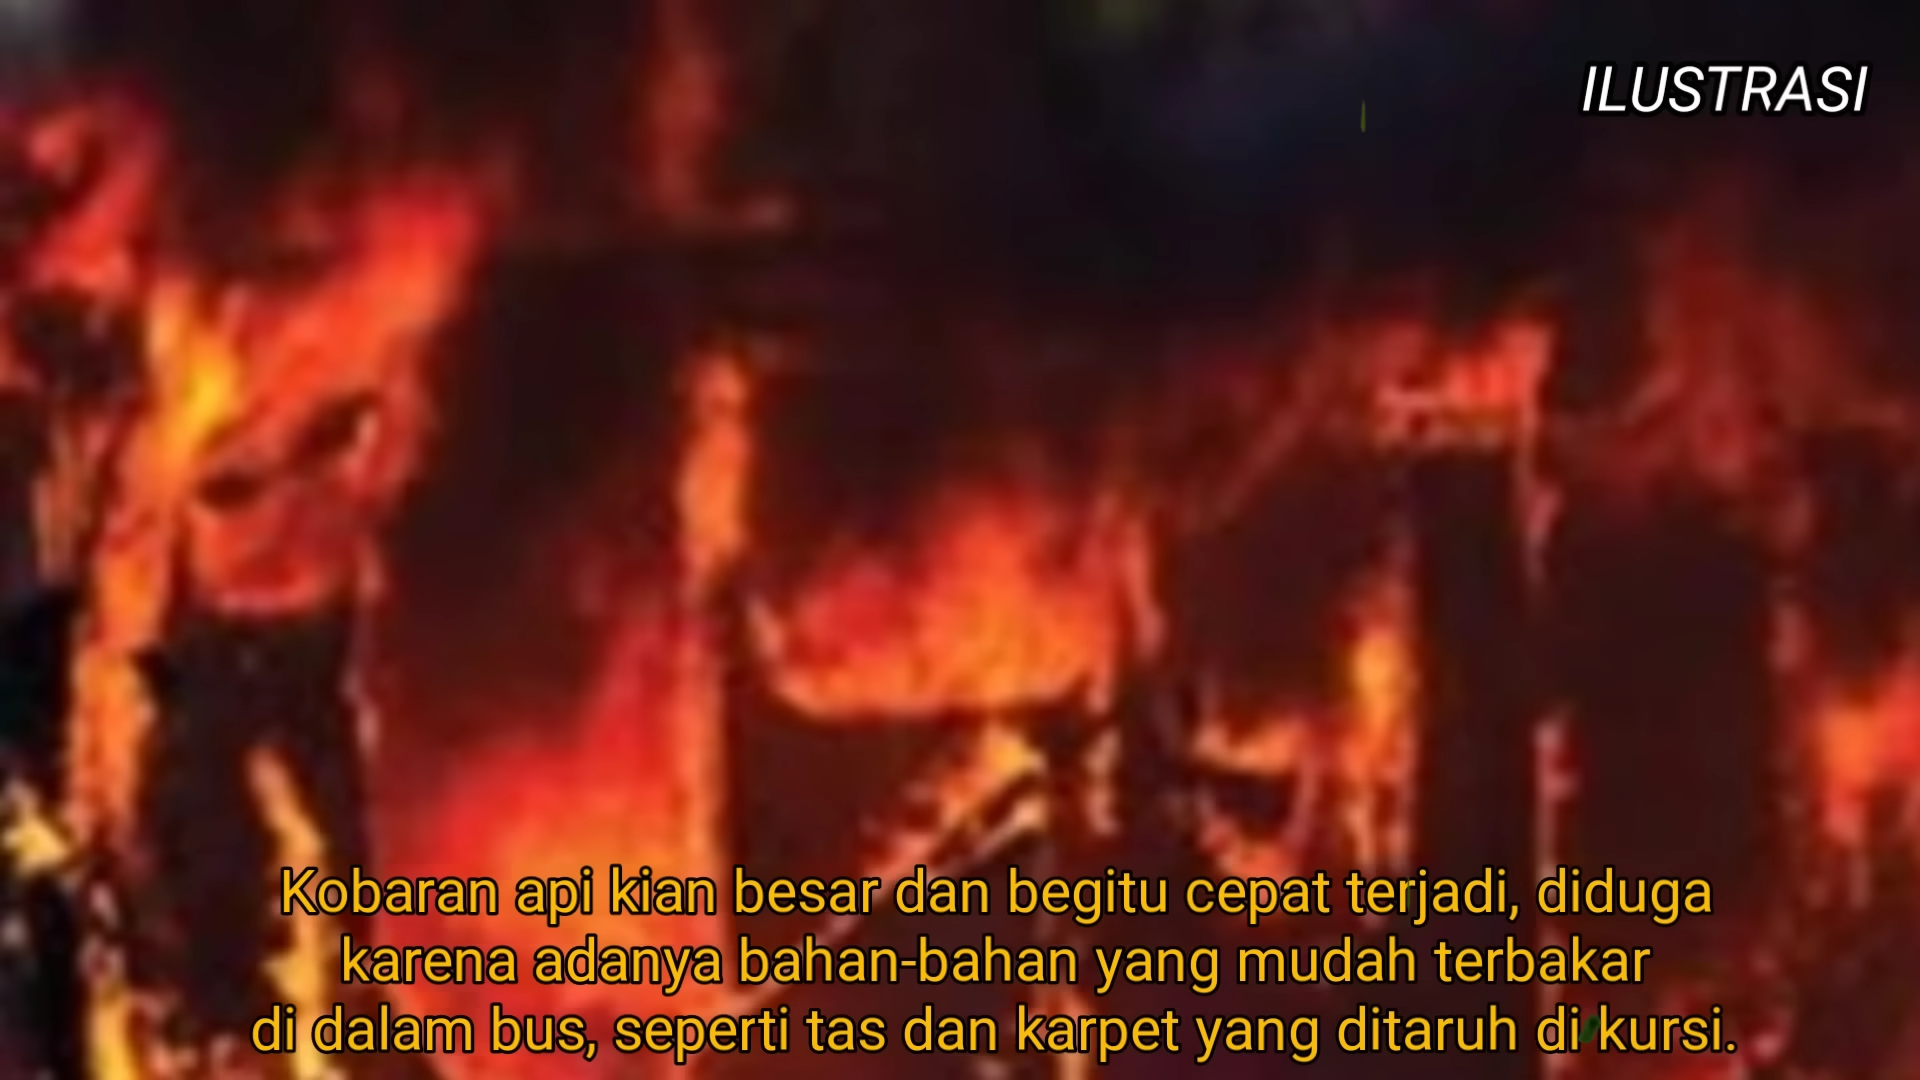 ILUSTRASI
Kobaran api kian besar dan begitu cepat terjadi, diduga
karena adanya bahan-bahan yang mudah terbakar
di dalam bus, seperti tas dan karpet yang ditaruh di kursi.